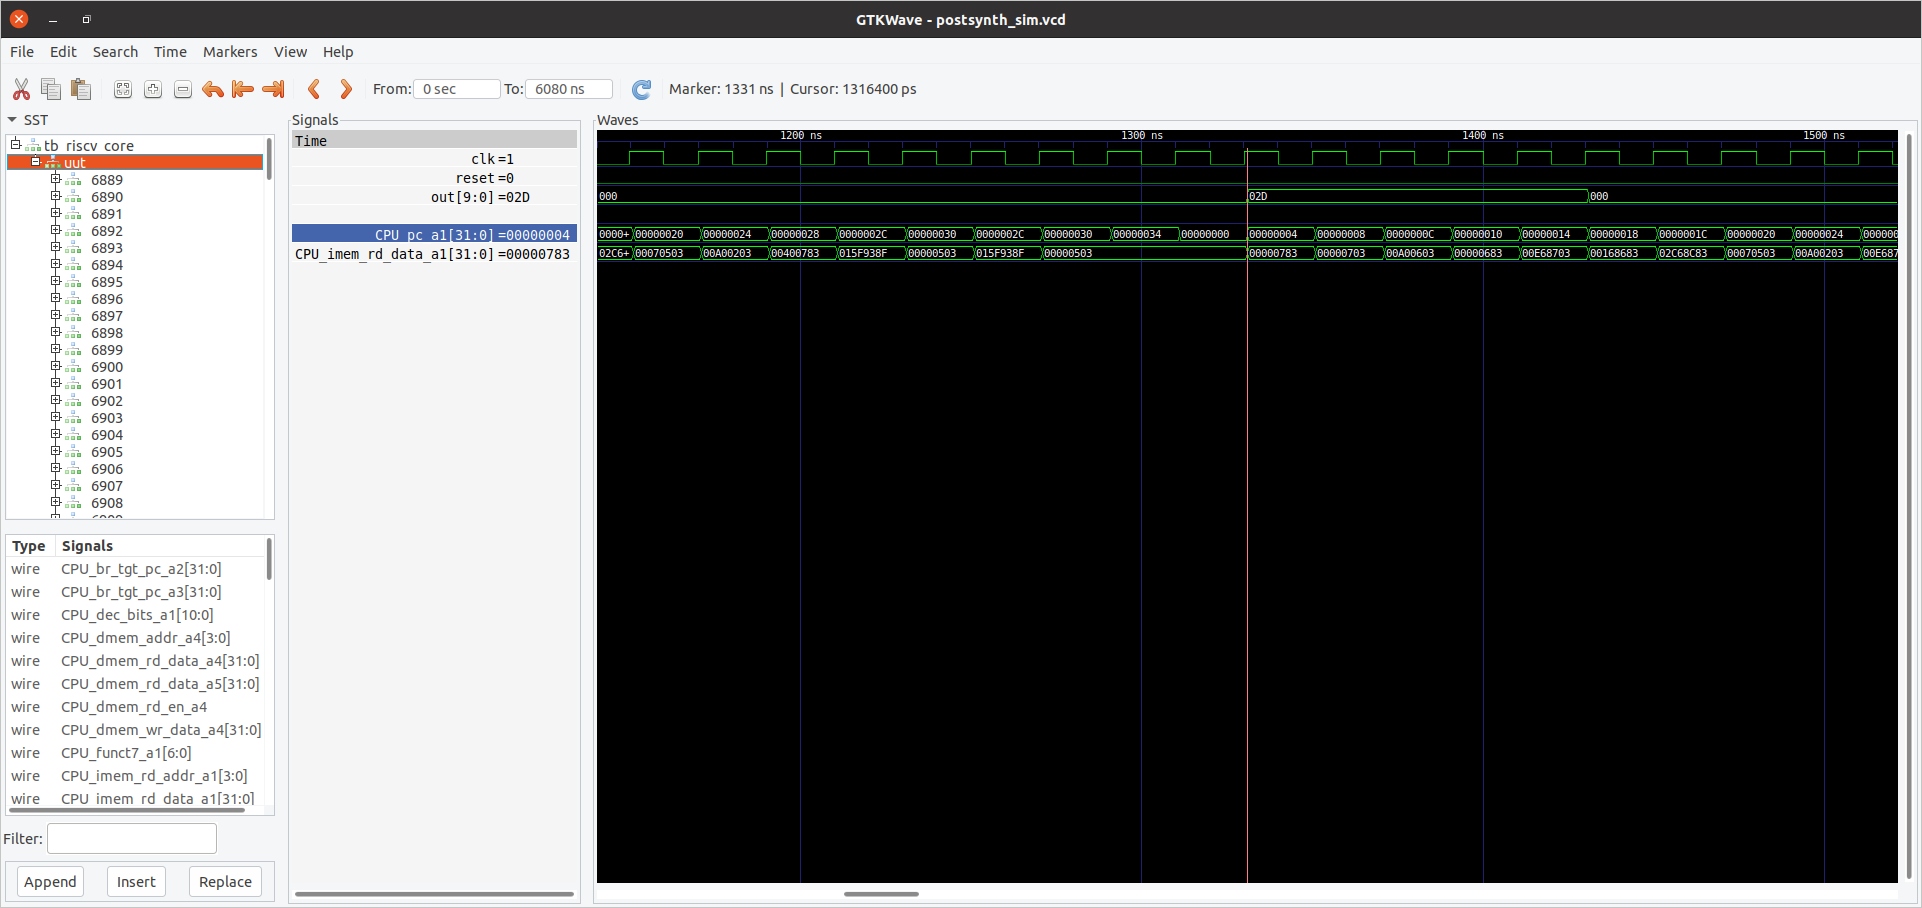 GTKWave - postsynth_sim.vcd
File Edit Search Time Markers View Help
From: 0 sec To: 6080 ns Marker: 1331 ns | Cursor: 1316400 ps
SST
tb_riscv_core
uut
6889
6890
6891
6892
6893
6894
6895
6896
6897
6898
6899
6900
6901
6902
6903
6904
6905
6906
6907
6908
Type Signals
wire CPU_br_tgt_pc_a2[31:0]
wire CPU_br_tgt_pc_a3[31:0]
wire CPU_dec_bits_a1[10:0]
wire CPU_dmem_addr_a4[3:0]
wire CPU_dmem_rd_data_a4[31:0]
wire CPU_dmem_rd_data_a5[31:0]
wire CPU_dmem_rd_en_a4
wire CPU_dmem_wr_data_a4[31:0]
wire CPU_funct7_a1[6:0]
wire CPU_imem_rd_addr_a1[3:0]
wire CPU_imem_rd_data_a1[31:0]
Filter:
Append Insert Replace
Signals
Time
clk=1
reset=0
out[9:0]=02D
CPU_pc_a1[31:0]=00000004
CPU_imem_rd_data_a1[31:0]=00000783
Waves
1200 ns 1300 ns 1400 ns 1500 ns
000 02D 000
0000+ 00000020 00000024 00000028 0000002C 00000030 0000002C 00000030 00000034 00000000 00000004 00000008 0000000C 00000010 00000014 00000018 0000001C 00000020 00000024 000000
02C6+ 00070503 00A00203 00400783 015F938F 00000503 015F938F 00000503 00000783 00000703 00A00603 00000683 00E68703 00168683 02C68C83 00070503 00A00203 00E687